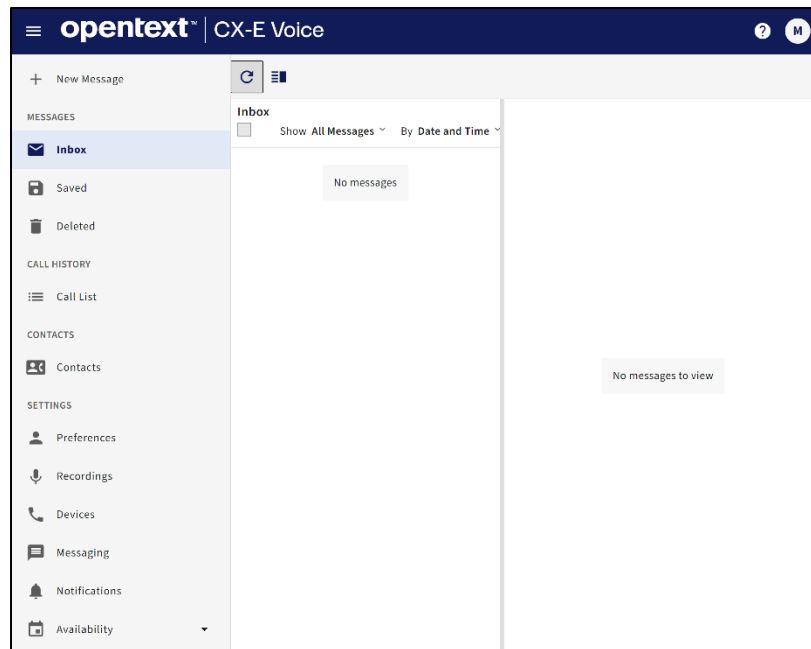 opentext™ | CX-E Voice
?
M
New Message
MESSAGES
Inbox
Saved
Deleted
CALL HISTORY
Call List
CONTACTS
Contacts
SETTINGS
Preferences
Recordings
Devices
Messaging
Notifications
Availability
Inbox
Show All Messages By Date and Time
No messages
No messages to view